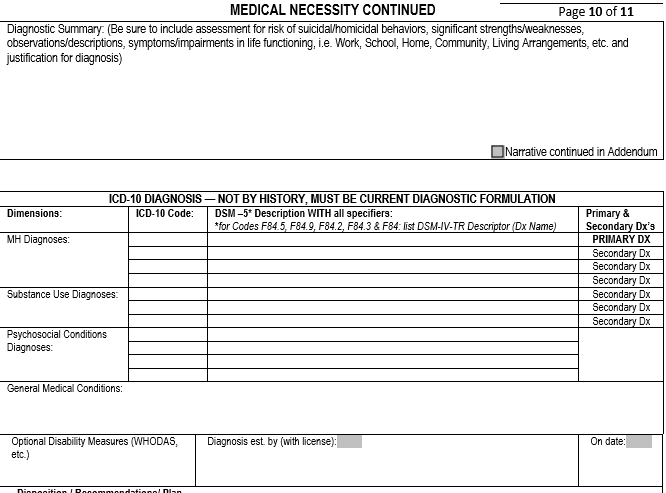 MEDICAL NECESSITY CONTINUED
Page 10 of 11
Diagnostic Summary: (Be sure to include assessment for risk of suicidal/homicidal behaviors, significant strengths/weaknesses,
observations/descriptions, symptoms/impairments in life functioning, i.e. Work, School, Home, Community, Living Arrangements, etc. and
justification for diagnosis)
Narrative continued in Addendum
ICD-10 DIAGNOSIS — NOT BY HISTORY, MUST BE CURRENT DIAGNOSTIC FORMULATION
Dimensions:
ICD-10 Code:
DSM –5* Description WITH all specifiers:
*for Codes F84.5, F84.9, F84.2, F84.3 & F84: list DSM-IV-TR Descriptor (Dx Name)
Primary &
Secondary Dx's
MH Diagnoses:
PRIMARY DX
Secondary Dx
Secondary Dx
Secondary Dx
Substance Use Diagnoses:
Secondary Dx
Secondary Dx
Secondary Dx
Psychosocial Conditions
Diagnoses:
General Medical Conditions:
Optional Disability Measures (WHODAS,
etc.)
Diagnosis est. by (with license):
On date:
Disposition / Recommendations/ Plan